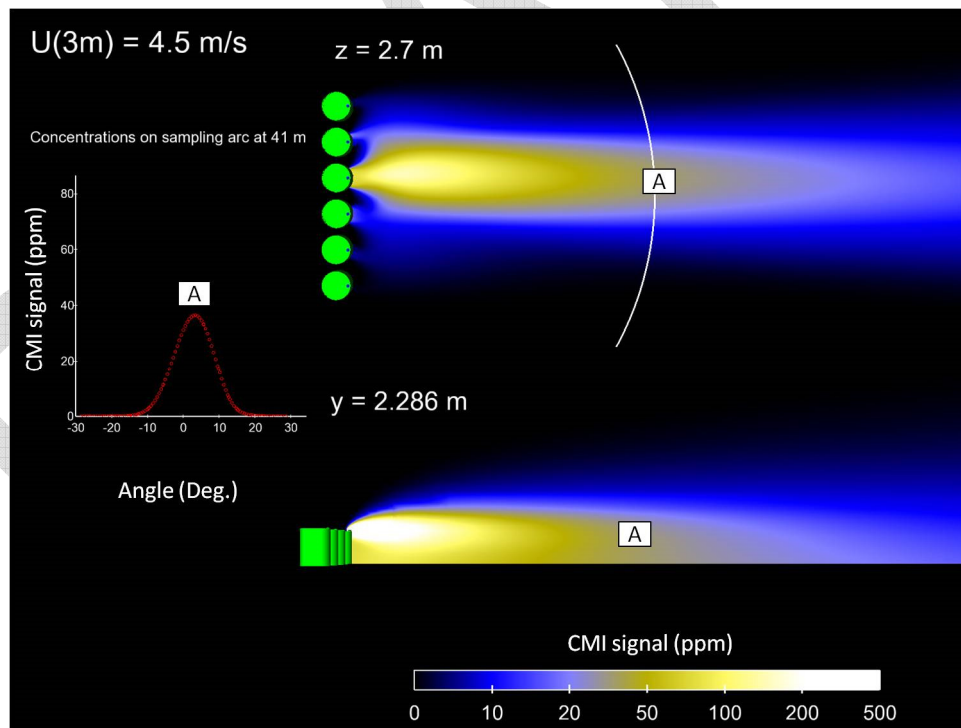 U(3m) = 4.5 m/s
z = 2.7 m
Concentrations on sampling arc at 41 m
A
80
60
40
20
0
CMI signal (ppm)
A
-30 -20 -10 0 10 20 30
Angle (Deg.)
y = 2.286 m
A
CMI signal (ppm)
0 10 20 50 100 200 500